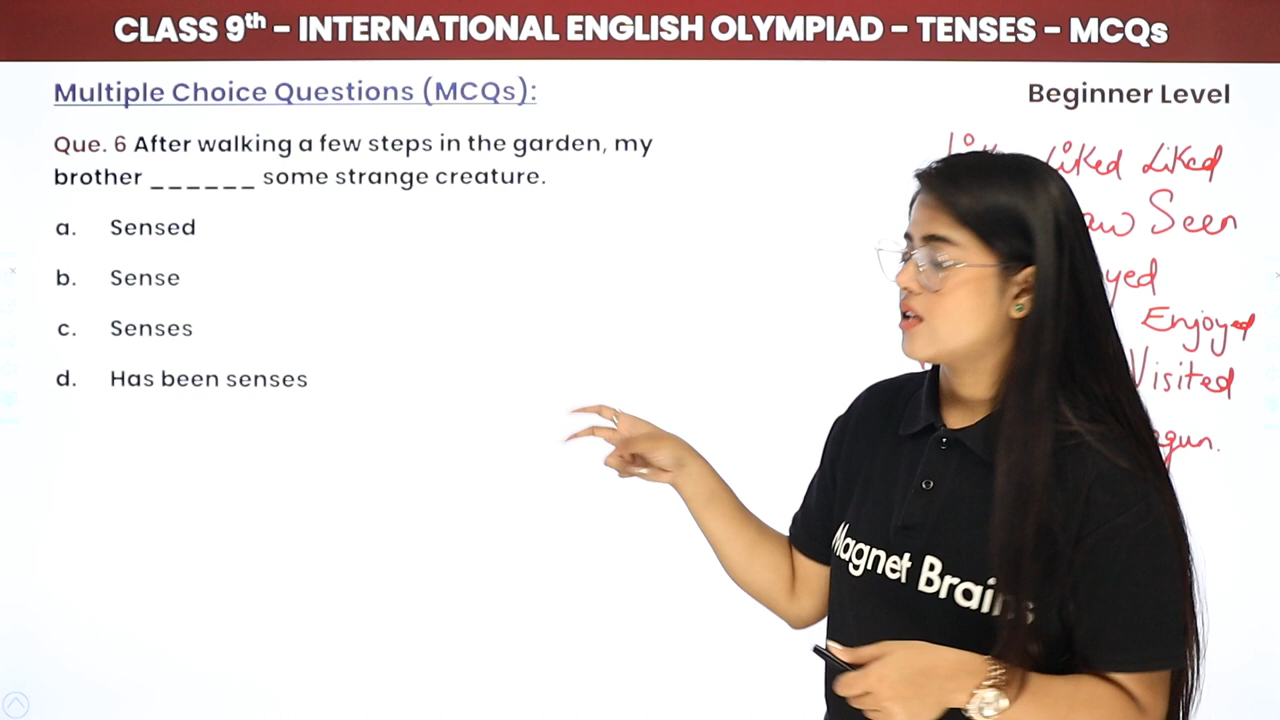 CLASS 9th – INTERNATIONAL ENGLISH OLYMPIAD – TENSES – MCQs
Multiple Choice Questions (MCQs):
Beginner Level
Que. 6 After walking a few steps in the garden, my
brother ______ some strange creature.
a. Sensed
b. Sense
c. Senses
d. Has been senses
Liked Liked
Seen
Enjoyed
Visited
Magnet Brains